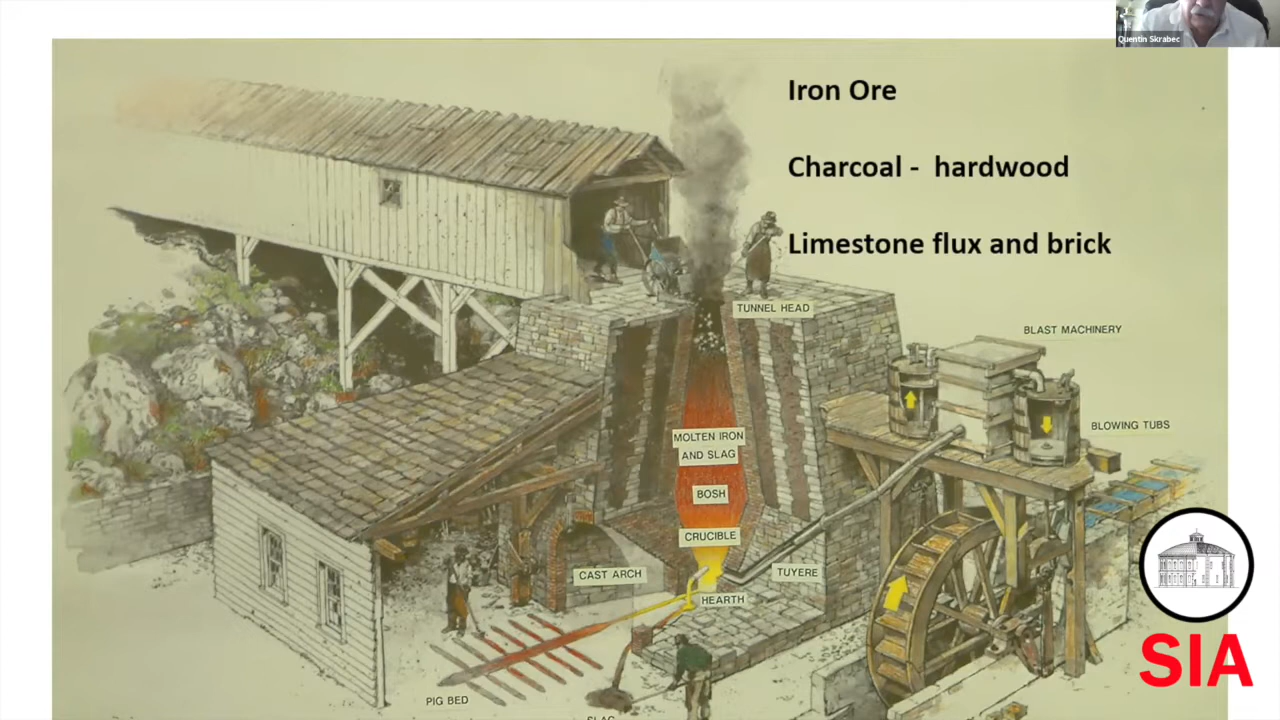 Quentin Skrabec
Iron Ore
Charcoal - hardwood
Limestone flux and brick
TUNNEL HEAD
BLAST MACHINERY
BLOWING TUBS
MOLTEN IRON
AND SLAG
BOSH
CRUCIBLE
CAST ARCH
TUYERE
HEARTH
PIG BED
SLAG
SIA